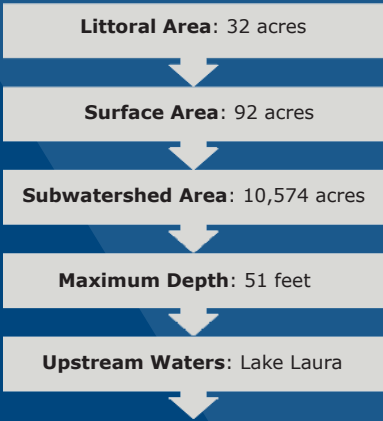 Littoral Area: 32 acres
Surface Area: 92 acres
Subwatershed Area: 10,574 acres
Maximum Depth: 51 feet
Upstream Waters: Lake Laura